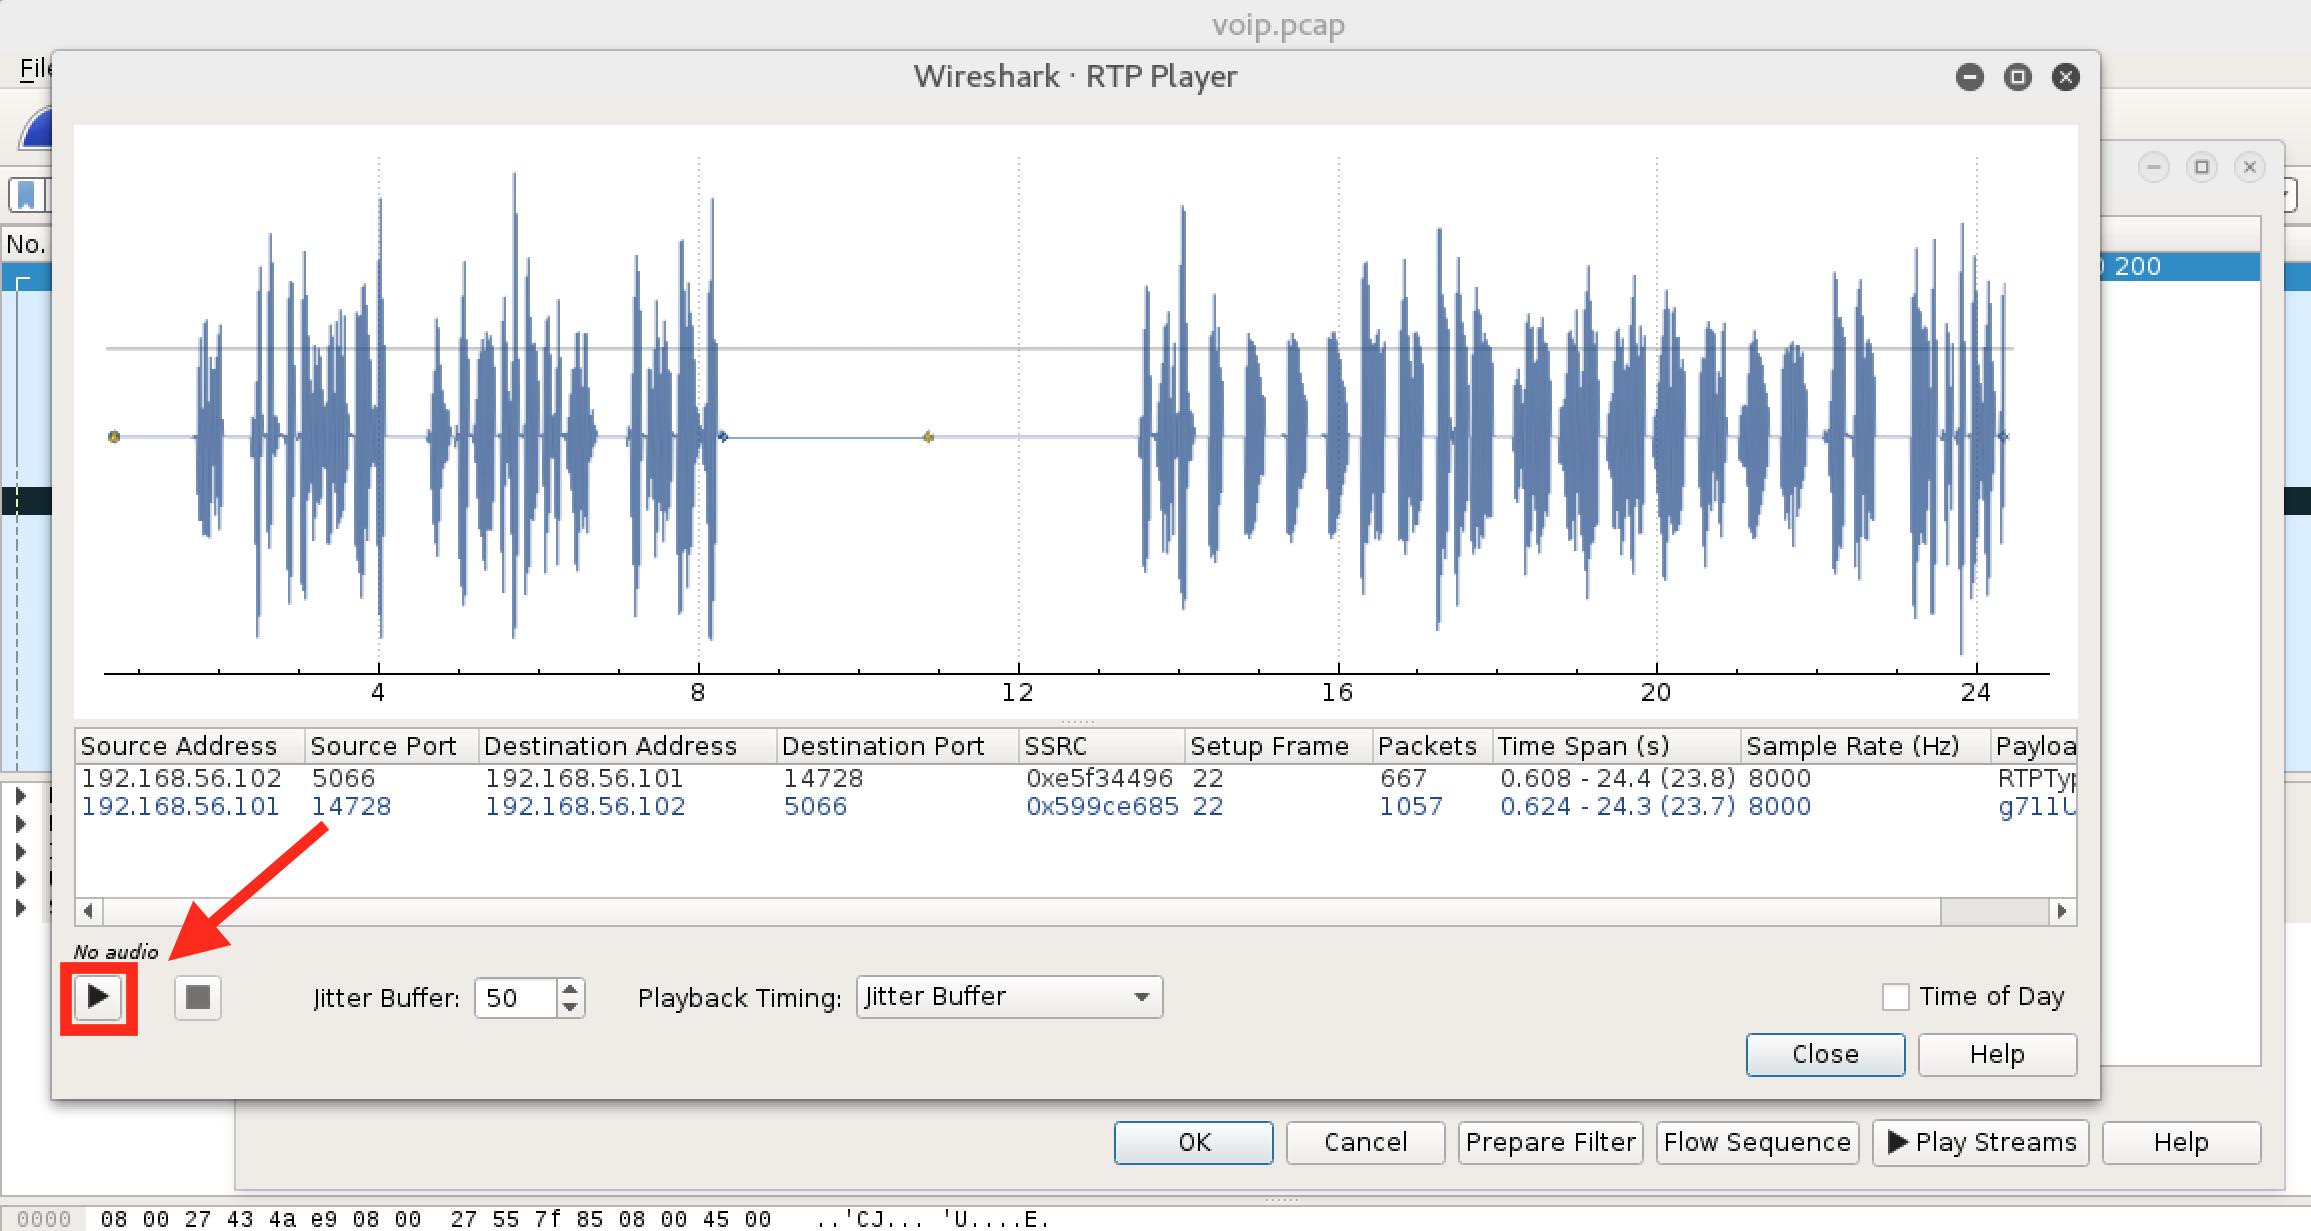 voip.pcap
File
Wireshark · RTP Player
No.
200
4 8 12 16 20 24
Source Address Source Port Destination Address Destination Port SSRC Setup Frame Packets Time Span (s) Sample Rate (Hz) Payloa
192.168.56.102 5066 192.168.56.101 14728 0xe5f34496 22 667 0.608 - 24.4 (23.8) 8000 RTPTyp
192.168.56.101 14728 192.168.56.102 5066 0x599ce685 22 1057 0.624 - 24.3 (23.7) 8000 g711U
No audio
Jitter Buffer: 50 Playback Timing: Jitter Buffer Time of Day
Close Help
OK Cancel Prepare Filter Flow Sequence Play Streams Help
0000 08 00 27 43 4a e9 08 00 27 55 7f 85 08 00 45 00 ..'CJ... 'U....E.